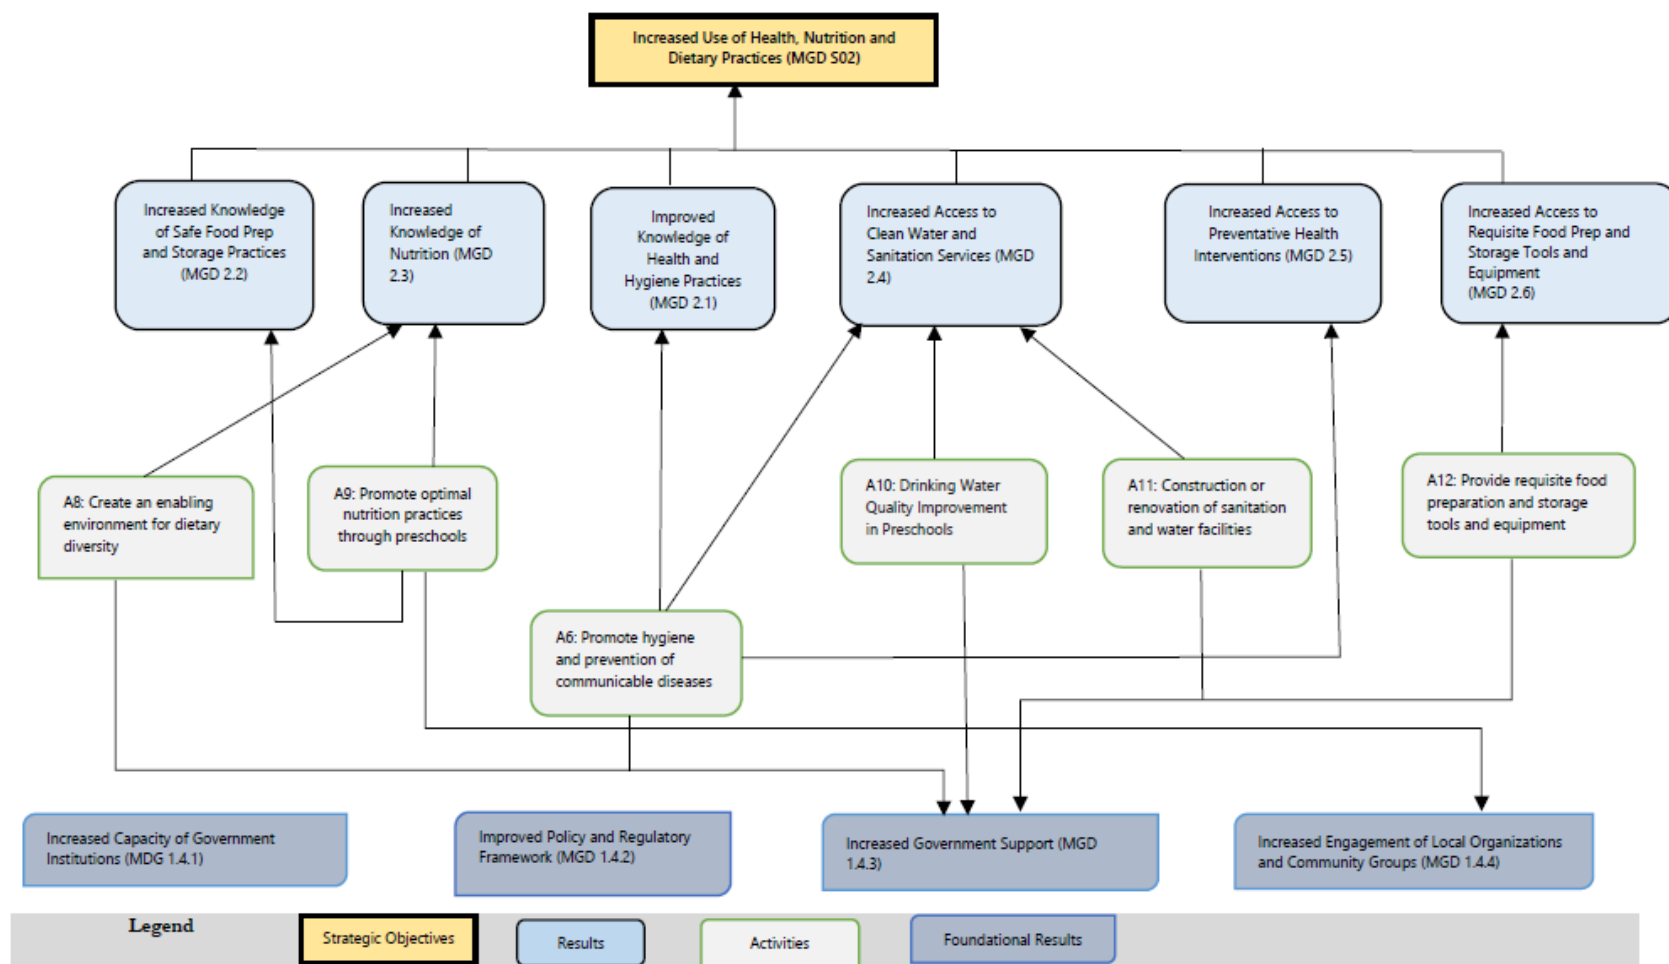 Increased Use of Health, Nutrition and
Dietary Practices (MGD S02)
Increased Knowledge
of Safe Food Prep
and Storage Practices
(MGD 2.2)
Increased
Knowledge of
Nutrition (MGD
2.3)
Improved
Knowledge of
Health and
Hygiene Practices
(MGD 2.1)
Increased Access to
Clean Water and
Sanitation Services (MGD
2.4)
Increased Access to
Preventative Health
Interventions (MGD 2.5)
Increased Access to
Requisite Food Prep and
Storage Tools and
Equipment
(MGD 2.6)
A8: Create an enabling
environment for dietary
diversity
A9: Promote optimal
nutrition practices
through preschools
A10: Drinking Water
Quality Improvement
in Preschools
A11: Construction or
renovation of sanitation
and water facilities
A12: Provide requisite food
preparation and storage
tools and equipment
A6: Promote hygiene
and prevention of
communicable diseases
Increased Capacity of Government
Institutions (MDG 1.4.1)
Improved Policy and Regulatory
Framework (MGD 1.4.2)
Increased Government Support (MGD
1.4.3)
Increased Engagement of Local Organizations
and Community Groups (MGD 1.4.4)
Legend
Strategic Objectives
Results
Activities
Foundational Results